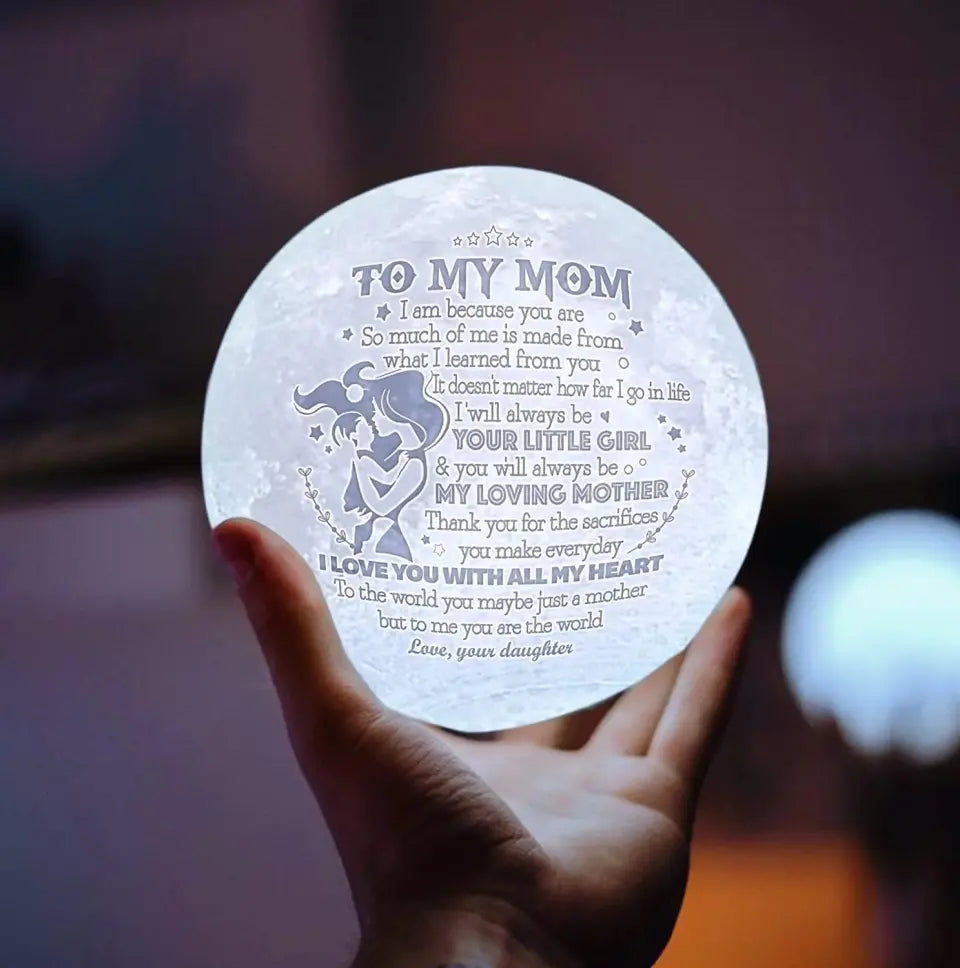 TO MY MOM
I am because you are
So much of me is made from
what I learned from you
It doesn't matter how far I go in life
I will always be
YOUR LITTLE GIRL
& you will always be
MY LOVING MOTHER
Thank you for the sacrifices
you make everyday
I LOVE YOU WITH ALL MY HEART
To the world you maybe just a mother
but to me you are the world
Love, your daughter